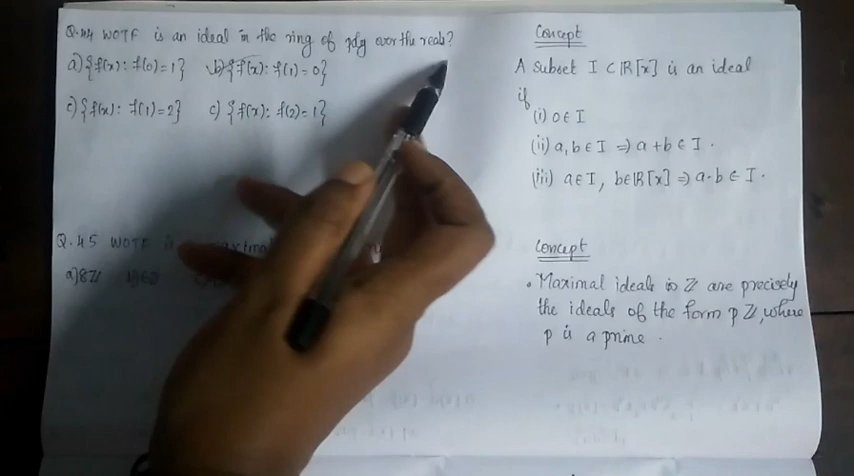 Q.44 WOTF is an ideal in the ring of poly over the reals?
a) {f(x): f(0)=1} b) {f(x): f(1)=0}
c) {f(x): f(1)=2} c) {f(x): f(2)=1}
Q.45 WOTF is
a) 8ℤ
Concept
A subset I ⊂ ℝ[x] is an ideal
if
(i) 0 ∈ I
(ii) a, b ∈ I ⇒ a + b ∈ I .
(iii) a ∈ I, b ∈ ℝ[x] ⇒ a · b ∈ I .
Concept
• Maximal ideals in ℤ are precisely
the ideals of the form p ℤ, where
p is a prime .